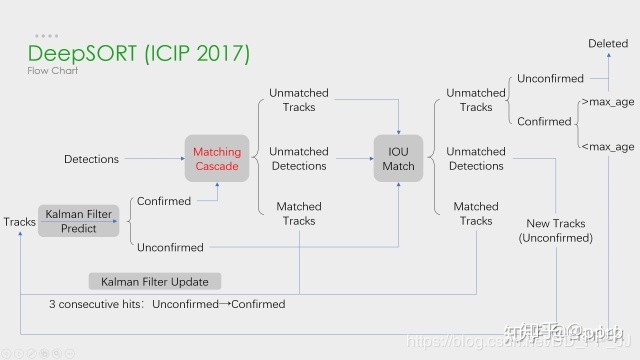 DeepSORT (ICIP 2017)
Flow Chart
Deleted
Unconfirmed
Unmatched
Tracks
Unmatched
Tracks
>max_age
Confirmed
Matching
Cascade
IOU
Match
<max_age
Detections
Unmatched
Detections
Unmatched
Detections
Confirmed
Matched
Tracks
Matched
Tracks
Tracks
Kalman Filter
Predict
New Tracks
(Unconfirmed)
Unconfirmed
Kalman Filter Update
3 consecutive hits: Unconfirmed→Confirmed
知乎
https://blog.csdn.net/